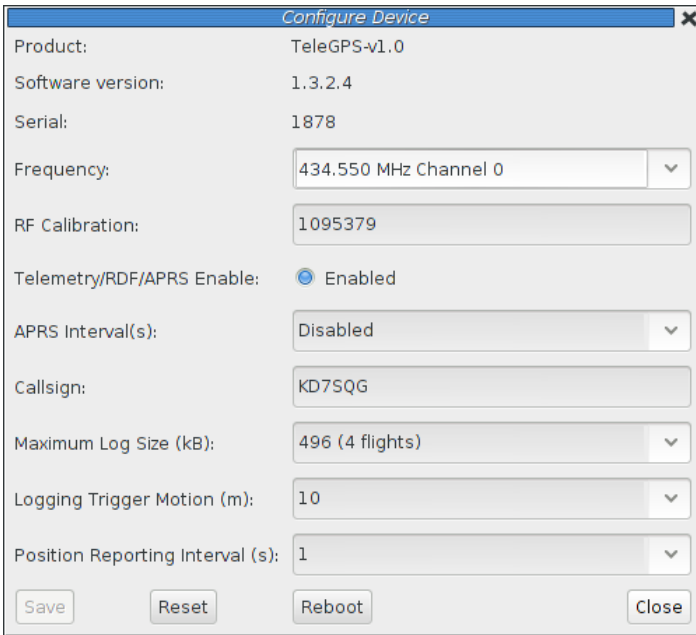 Configure Device
Product: TeleGPS-v1.0
Software version: 1.3.2.4
Serial: 1878
Frequency: 434.550 MHz Channel 0
RF Calibration: 1095379
Telemetry/RDF/APRS Enable: Enabled
APRS Interval(s): Disabled
Callsign: KD7SQG
Maximum Log Size (kB): 496 (4 flights)
Logging Trigger Motion (m): 10
Position Reporting Interval (s): 1
Save Reset Reboot Close